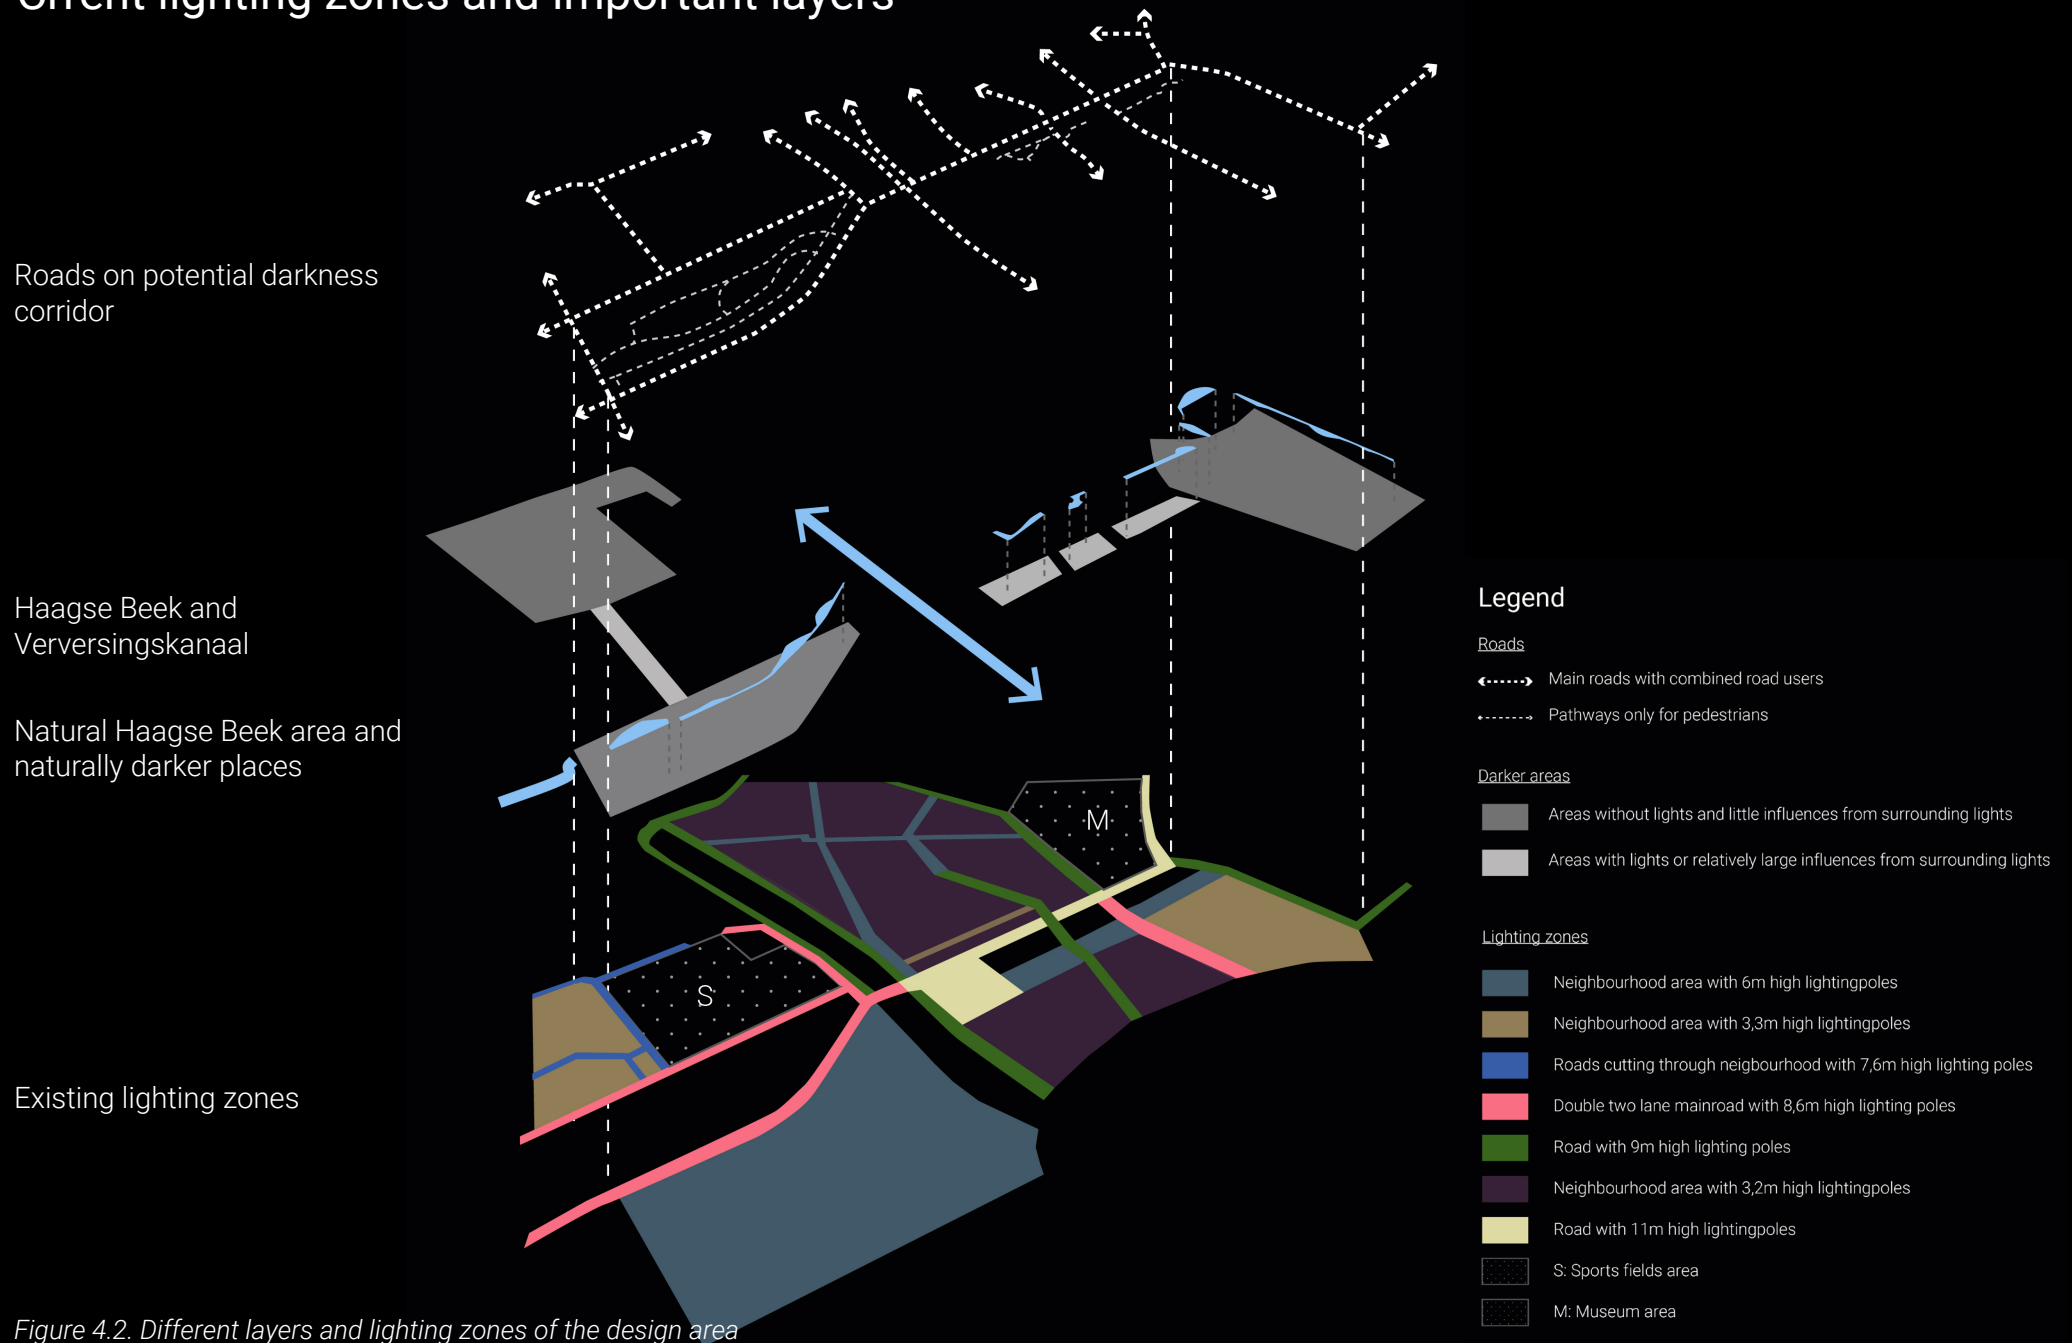 Currrent lighting zones and important layers
Roads on potential darkness
corridor
Haagse Beek and
Verversingskanaal
Natural Haagse Beek area and
naturally darker places
Existing lighting zones
S
M
Legend
Roads
Main roads with combined road users
Pathways only for pedestrians
Darker areas
Areas without lights and little influences from surrounding lights
Areas with lights or relatively large influences from surrounding lights
Lighting zones
Neighbourhood area with 6m high lightingpoles
Neighbourhood area with 3,3m high lightingpoles
Roads cutting through neigbourhood with 7,6m high lighting poles
Double two lane mainroad with 8,6m high lighting poles
Road with 9m high lighting poles
Neighbourhood area with 3,2m high lightingpoles
Road with 11m high lightingpoles
S: Sports fields area
M: Museum area
Figure 4.2. Different layers and lighting zones of the design area